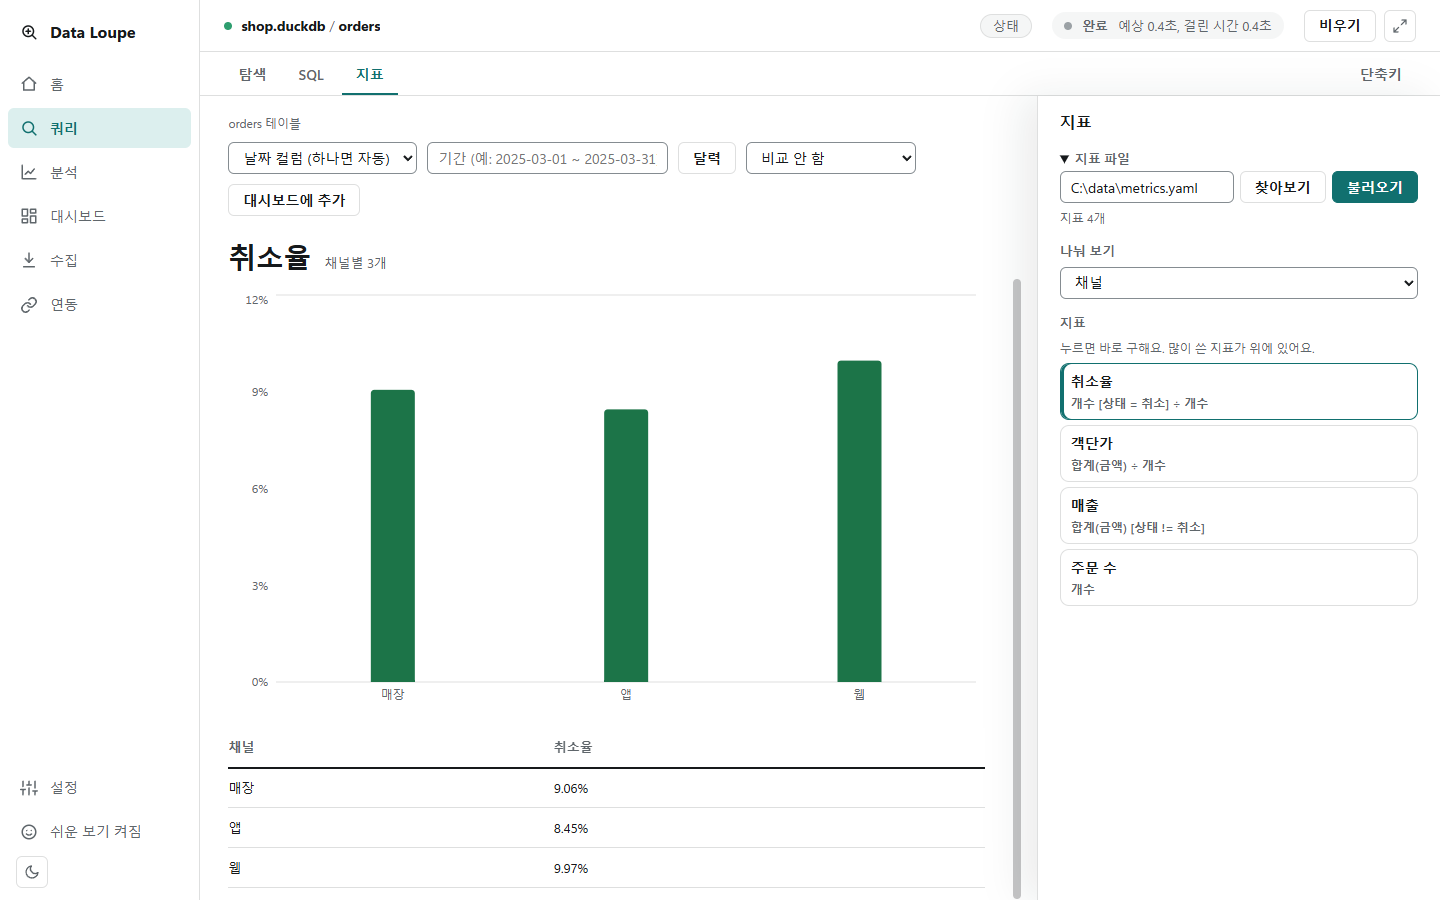 Data Loupe
홈
쿼리
분석
대시보드
수집
연동
설정
쉬운 보기 켜짐
shop.duckdb / orders
상태
완료 예상 0.4초, 걸린 시간 0.4초
비우기
탐색 SQL 지표
단축키
orders 테이블
날짜 컬럼 (하나면 자동)
기간 (예: 2025-03-01 ~ 2025-03-31
달력
비교 안 함
대시보드에 추가
취소율 채널별 3개
12%
9%
6%
3%
0%
매장 앱 웹
채널 취소율
매장 9.06%
앱 8.45%
웹 9.97%
지표
▼ 지표 파일
C:\data\metrics.yaml
찾아보기
불러오기
지표 4개
나눠 보기
채널
지표
누르면 바로 구해요. 많이 쓴 지표가 위에 있어요.
취소율
개수 [상태 = 취소] ÷ 개수
객단가
합계(금액) ÷ 개수
매출
합계(금액) [상태 != 취소]
주문 수
개수